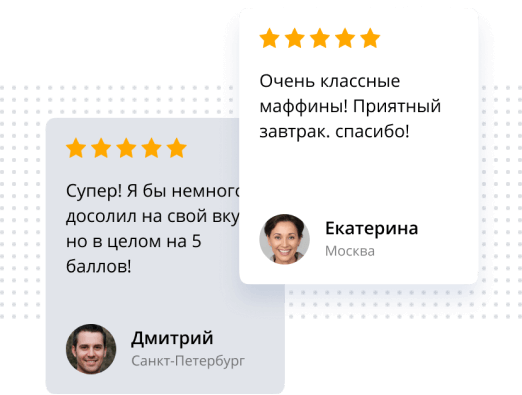 Очень классные
маффины! Приятный
завтрак. спасибо!
Екатерина
Москва
Супер! Я бы немного
досолил на свой
но в целом на 5
баллов!
Дмитрий
Санкт-Петербург